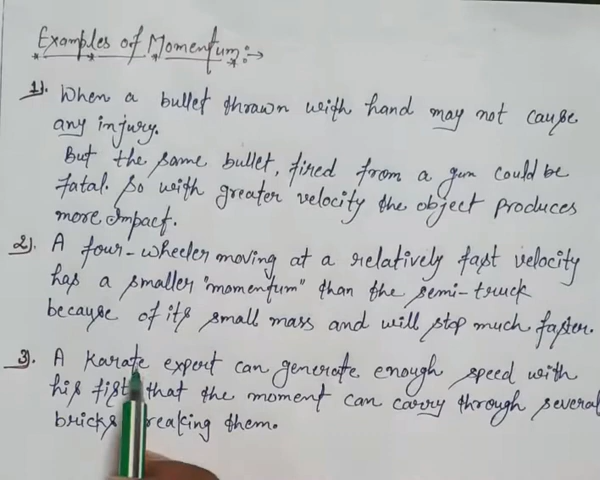 Examples of Momentum:→
1). When a bullet thrawn with hand may not cause
any injury.
But the same bullet, fired from a gun could be
fatal. So with greater velocity the object produces
more impact.
2). A four-wheeler moving at a relatively fast velocity
has a smaller "momentum" than the semi-truck
because of its small mass and will stop much faster.
3). A Karate expert can generate enough speed with
his fist that the moment can carry through several
bricks reaking them.